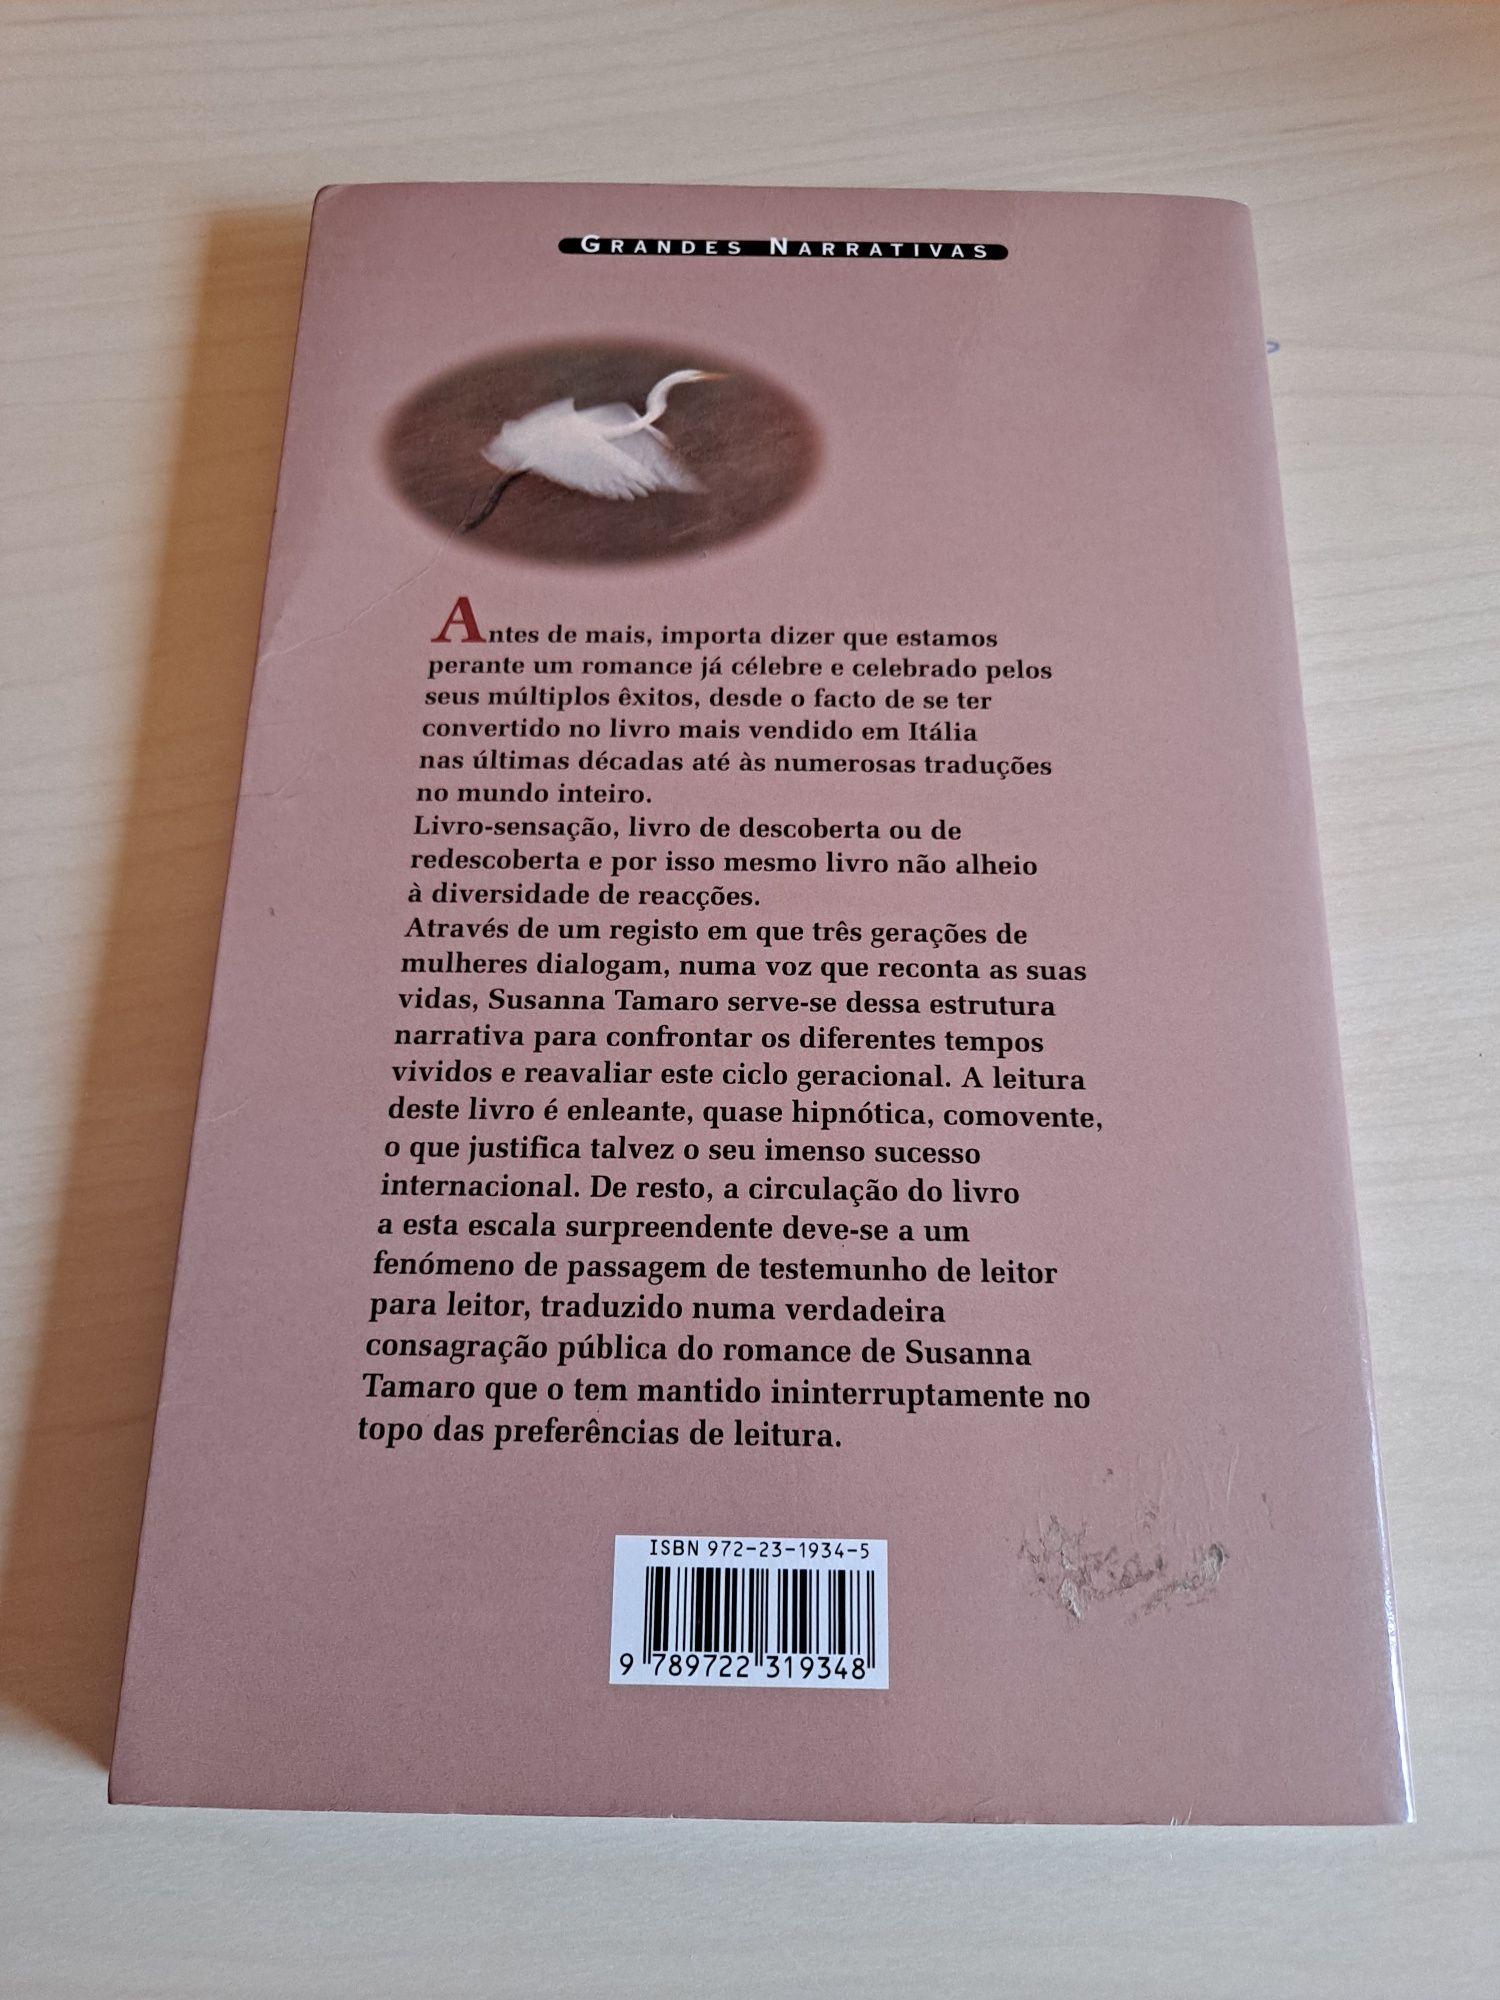 GRANDES NARRATIVAS
Antes de mais, importa dizer que estamos
perante um romance já célebre e celebrado pelos
seus múltiplos êxitos, desde o facto de se ter
convertido no livro mais vendido em Itália
nas últimas décadas até às numerosas traduções
no mundo inteiro.
Livro-sensação, livro de descoberta ou de
redescoberta e por isso mesmo livro não alheio
à diversidade de reacções.
Através de um registo em que três gerações de
mulheres dialogam, numa voz que reconta as suas
vidas, Susanna Tamaro serve-se dessa estrutura
narrativa para confrontar os diferentes tempos
vividos e reavaliar este ciclo geracional. A leitura
deste livro é enleante, quase hipnótica, comovente,
o que justifica talvez o seu imenso sucesso
internacional. De resto, a circulação do livro
a esta escala surpreendente deve-se a um
fenómeno de passagem de testemunho de leitor
para leitor, traduzido numa verdadeira
consagração pública do romance de Susanna
Tamaro que o tem mantido ininterruptamente no
topo das preferências de leitura.
ISBN 972-23-1934-5
9 789722 319348